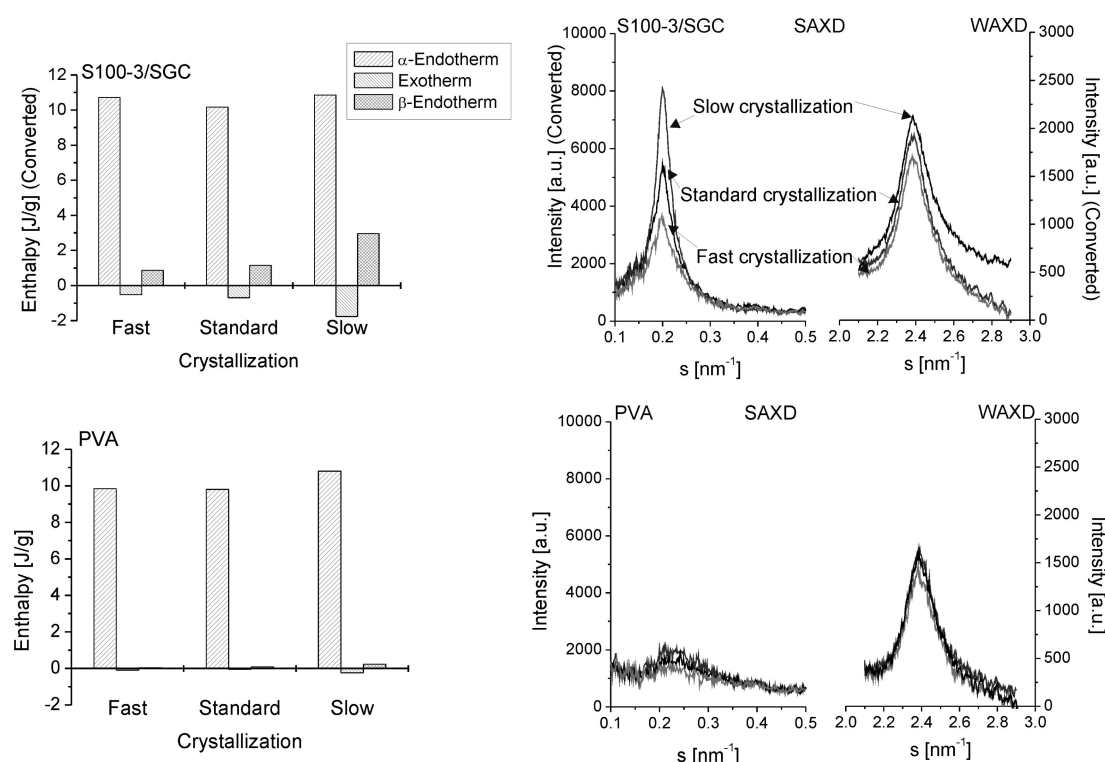 S100-3/SGC
α-Endotherm
Exotherm
β-Endotherm
Enthalpy [J/g] (Converted)
12
10
8
6
4
2
0
-2
Fast Standard Slow
Crystallization
S100-3/SGC SAXD WAXD
Intensity [a.u.] (Converted)
10000
8000
6000
4000
2000
0
Slow crystallization
Standard crystallization
Fast crystallization
3000
2500
2000
1500
1000
500
0
Intensity [a.u.] (Converted)
0.1 0.2 0.3 0.4 0.5 2.0 2.2 2.4 2.6 2.8 3.0
s [nm⁻¹] s [nm⁻¹]
PVA
Enthalpy [J/g]
12
10
8
6
4
2
0
-2
Fast Standard Slow
Crystallization
PVA SAXD WAXD
Intensity [a.u.]
10000
8000
6000
4000
2000
0
3000
2500
2000
1500
1000
500
0
Intensity [a.u.]
0.1 0.2 0.3 0.4 0.5 2.0 2.2 2.4 2.6 2.8 3.0
s [nm⁻¹] s [nm⁻¹]